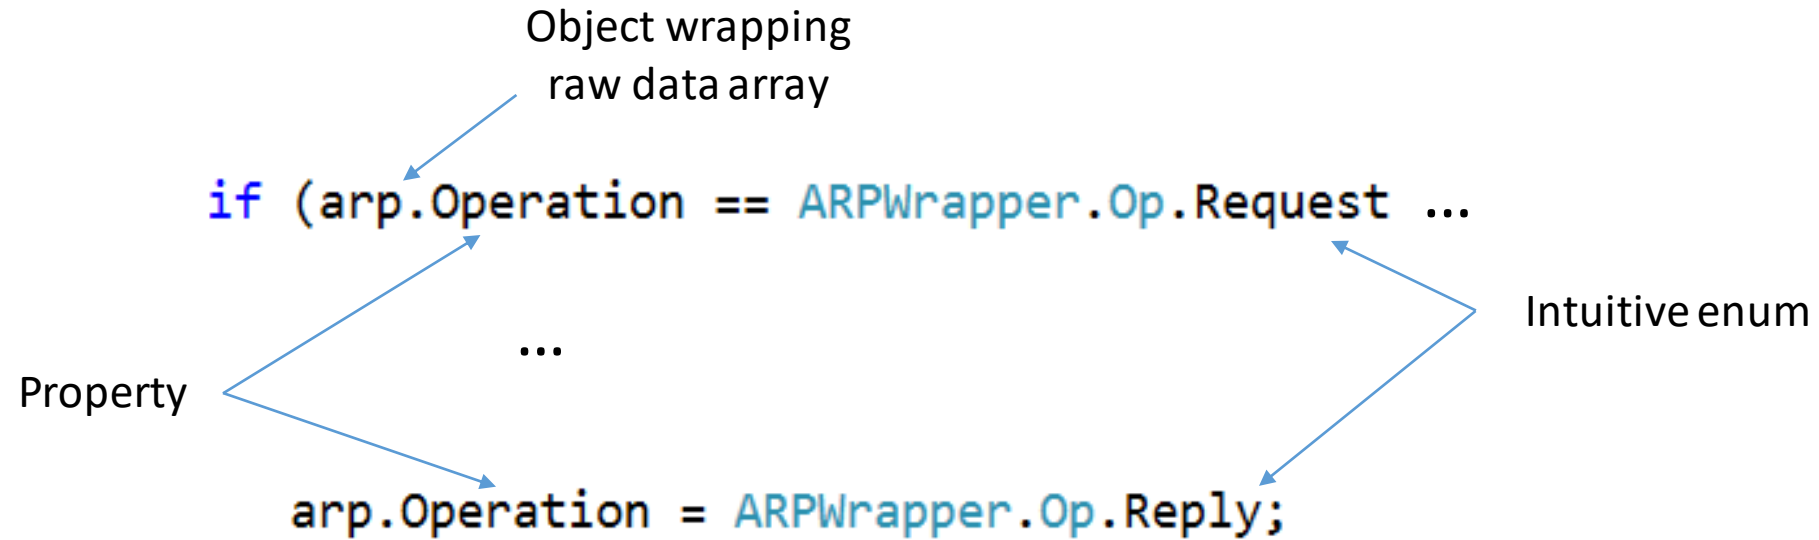 Object wrapping
raw data array
if (arp.Operation == ARPWrapper.Op.Request ...
Intuitive enum
...
Property
arp.Operation = ARPWrapper.Op.Reply;